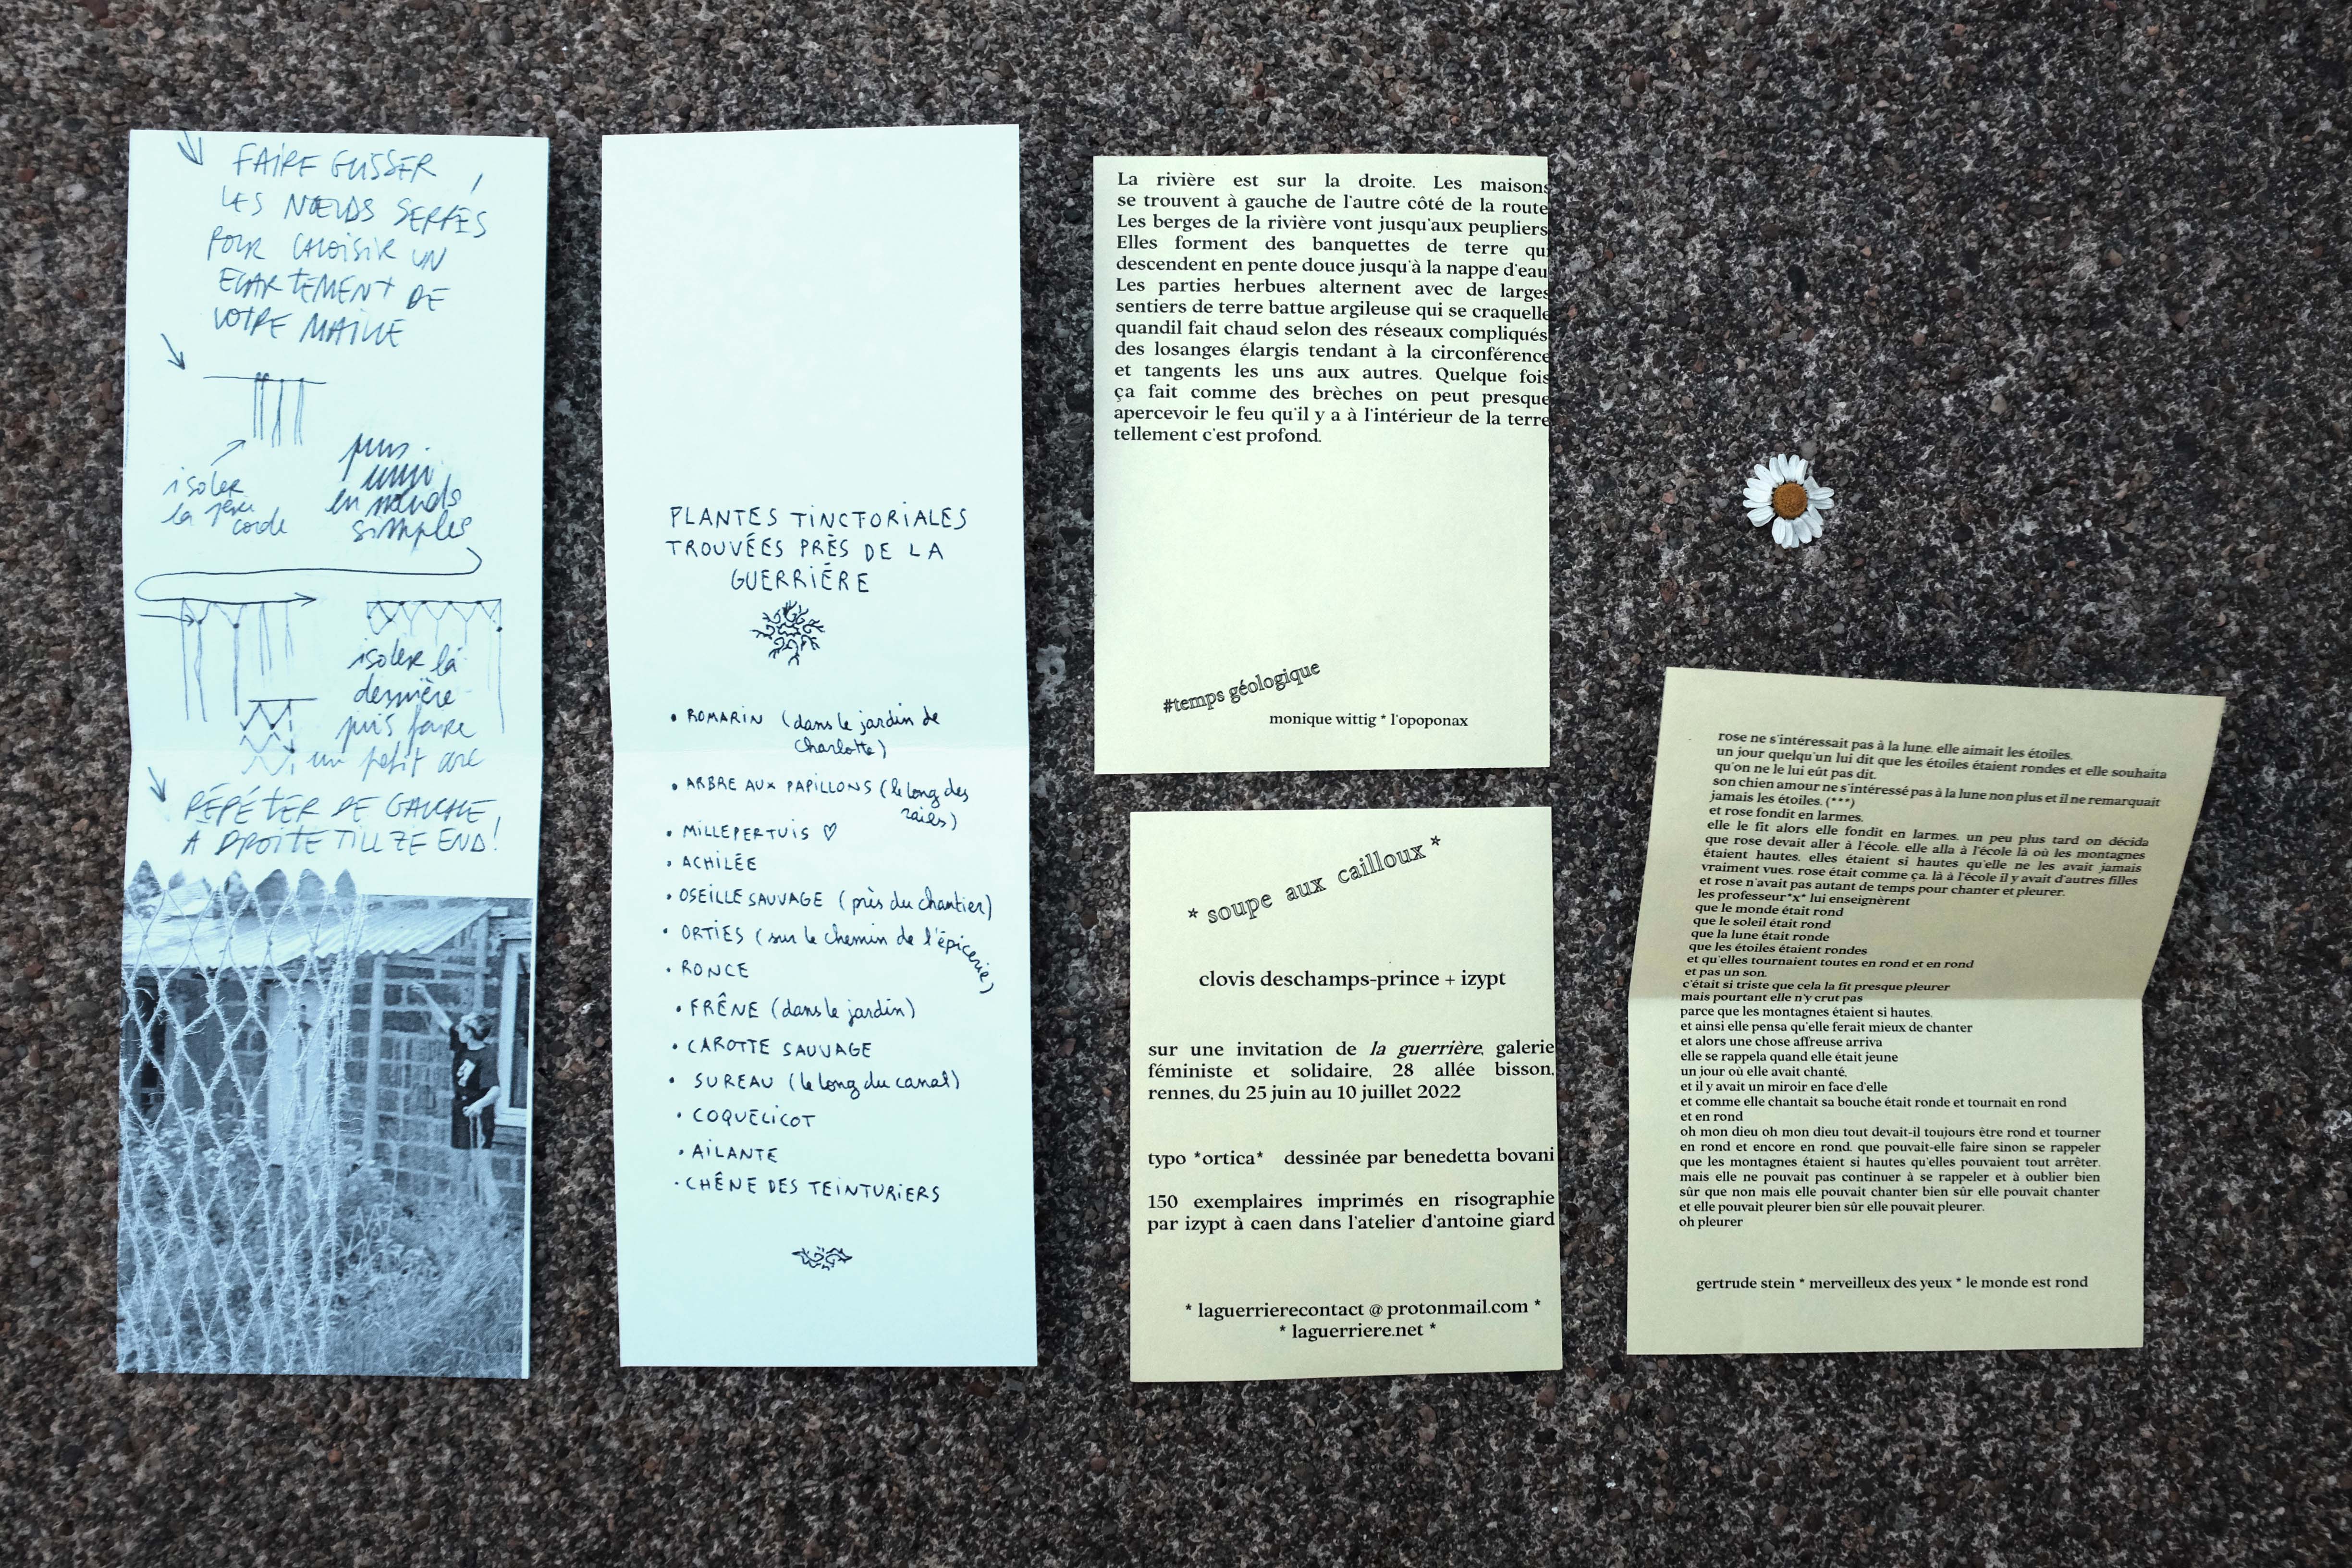 FAIRE GLISSER
LES NŒUDS SERRÉS
POUR CHOISIR UN
ECARTEMENT DE
VOTRE MAILLE
isoler
la 1ère
corde
puis
unir
en nœuds
simples
isoler la
dernière
puis faire
un petit arc
RÉPÉTER DE GAUCHE
A DROITE TILL ZE END!
PLANTES TINCTORIALES
TROUVÉES PRÈS DE LA
GUERRIÈRE
• ROMARIN (dans le jardin de
Charlotte)
• ARBRE AUX PAPILLONS (le long des
rails)
• MILLEPERTUIS ♡
• ACHILÉE
• OSEILLE SAUVAGE (près du chantier)
• ORTIES (sur le chemin de l'épicerie)
• RONCE
• FRÊNE (dans le jardin)
• CAROTTE SAUVAGE
• SUREAU (le long du canal)
• COQUELICOT
• AILANTE
• CHÊNE DES TEINTURIERS
La rivière est sur la droite. Les maisons
se trouvent à gauche de l'autre côté de la route
Les berges de la rivière vont jusqu'aux peupliers
Elles forment des banquettes de terre qui
descendent en pente douce jusqu'à la nappe d'eau
Les parties herbues alternent avec de larges
sentiers de terre battue argileuse qui se craquelle
quandil fait chaud selon des réseaux compliqués
des losanges élargis tendant à la circonférence
et tangents les uns aux autres. Quelque fois
ça fait comme des brèches on peut presque
apercevoir le feu qu'il y a à l'intérieur de la terre
tellement c'est profond.
#temps géologique
monique wittig * l'opoponax
* soupe aux cailloux *
clovis deschamps-prince + izypt
sur une invitation de la guerrière, galerie
féministe et solidaire, 28 allée bisson,
rennes, du 25 juin au 10 juillet 2022
typo *ortica* dessinée par benedetta bovani
150 exemplaires imprimés en risographie
par izypt à caen dans l'atelier d'antoine giard
* laguerrierecontact @ protonmail.com *
* laguerriere.net *
rose ne s'intéressait pas à la lune. elle aimait les étoiles.
un jour quelqu'un lui dit que les étoiles étaient rondes et elle souhaita
qu'on ne le lui eût pas dit.
son chien amour ne s'intéressé pas à la lune non plus et il ne remarquait
jamais les étoiles. (***)
et rose fondit en larmes.
elle le fit alors elle fondit en larmes. un peu plus tard on décida
que rose devait aller à l'école. elle alla à l'école là où les montagnes
étaient hautes. elles étaient si hautes qu'elle ne les avait jamais
vraiment vues. rose était comme ça. là à l'école il y avait d'autres filles
et rose n'avait pas autant de temps pour chanter et pleurer.
les professeur*x* lui enseignèrent
que le monde était rond
que le soleil était rond
que la lune était ronde
que les étoiles étaient rondes
et qu'elles tournaient toutes en rond et en rond
et pas un son.
c'était si triste que cela la fit presque pleurer
mais pourtant elle n'y crut pas
parce que les montagnes étaient si hautes.
et ainsi elle pensa qu'elle ferait mieux de chanter
et alors une chose affreuse arriva
elle se rappela quand elle était jeune
un jour où elle avait chanté,
et il y avait un miroir en face d'elle
et comme elle chantait sa bouche était ronde et tournait en rond
et en rond
oh mon dieu oh mon dieu tout devait-il toujours être rond et tourner
en rond et encore en rond. que pouvait-elle faire sinon se rappeler
que les montagnes étaient si hautes qu'elles pouvaient tout arrêter.
mais elle ne pouvait pas continuer à se rappeler et à oublier bien
sûr que non mais elle pouvait chanter bien sûr elle pouvait chanter
et elle pouvait pleurer bien sûr elle pouvait pleurer.
oh pleurer
gertrude stein * merveilleux des yeux * le monde est rond